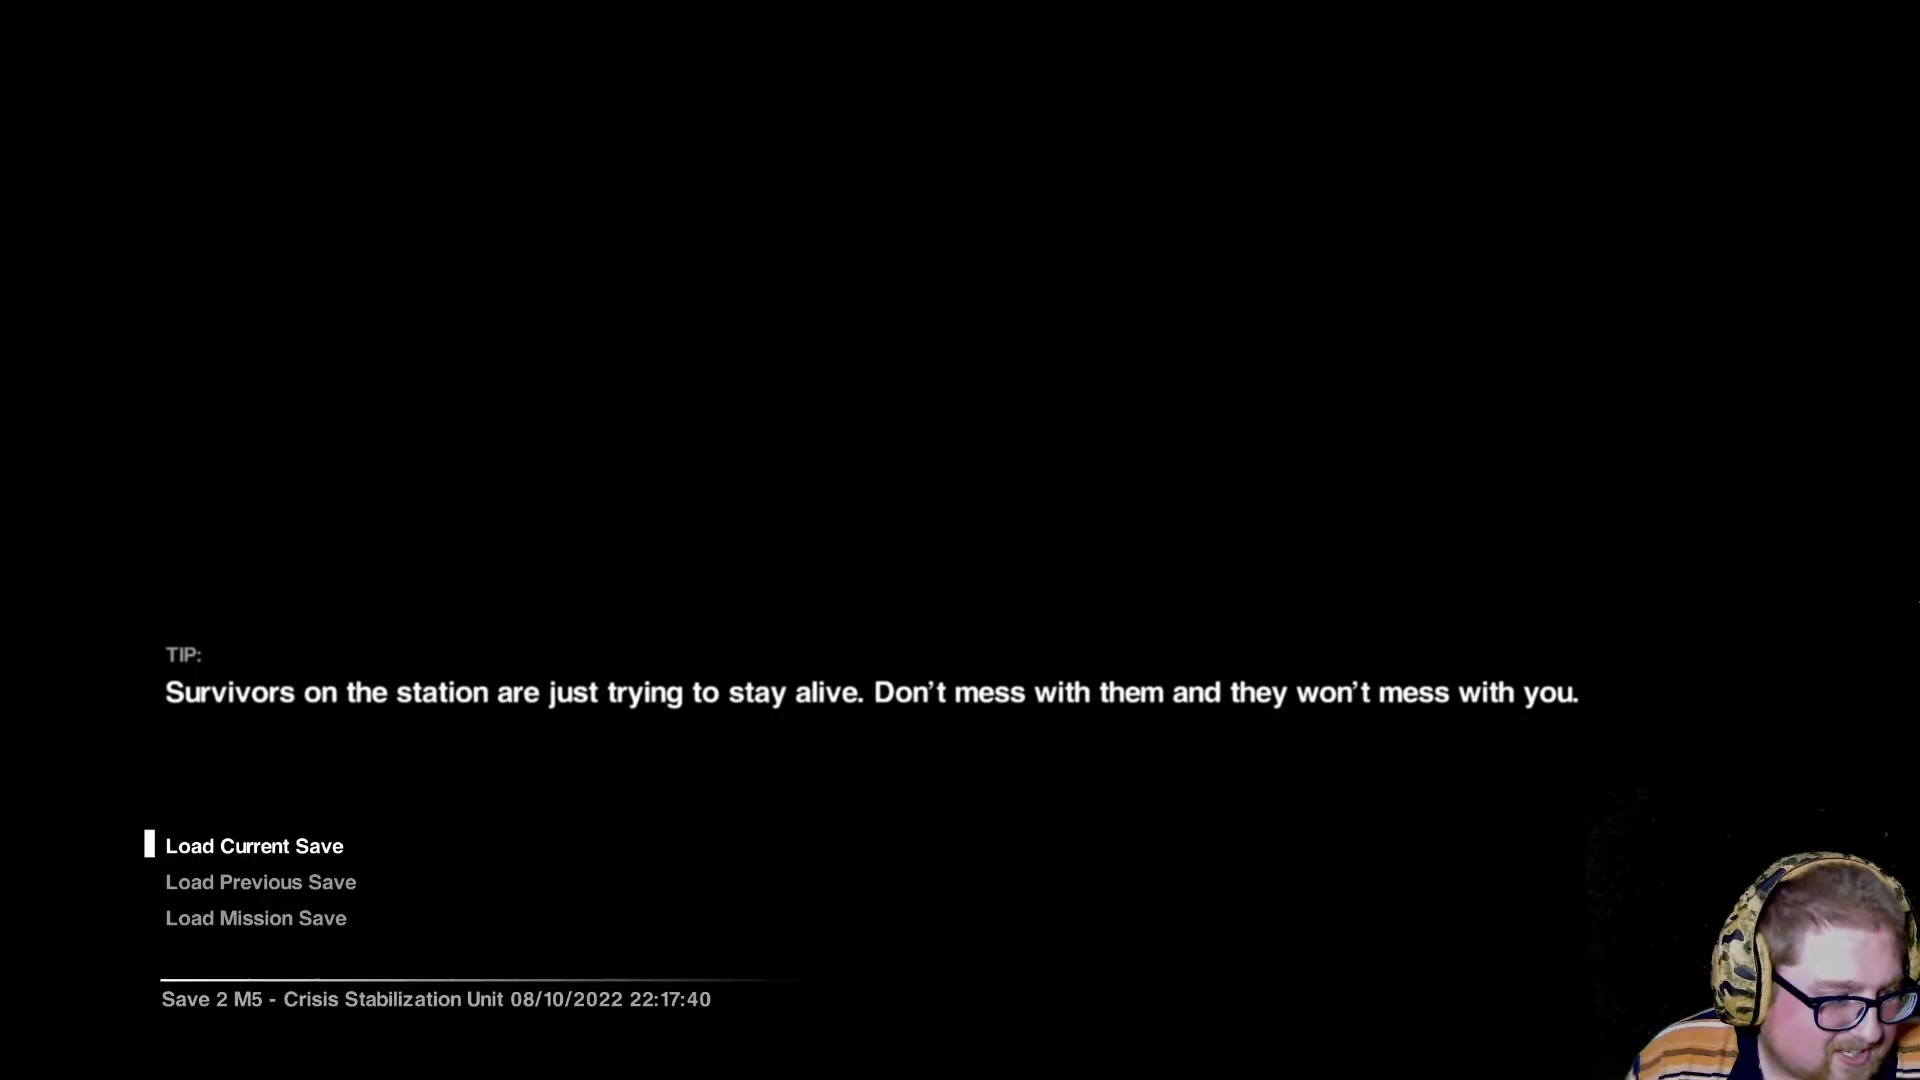 TIP:
Survivors on the station are just trying to stay alive. Don’t mess with them and they won’t mess with you.
Load Current Save
Load Previous Save
Load Mission Save
Save 2 M5 - Crisis Stabilization Unit 08/10/2022 22:17:40